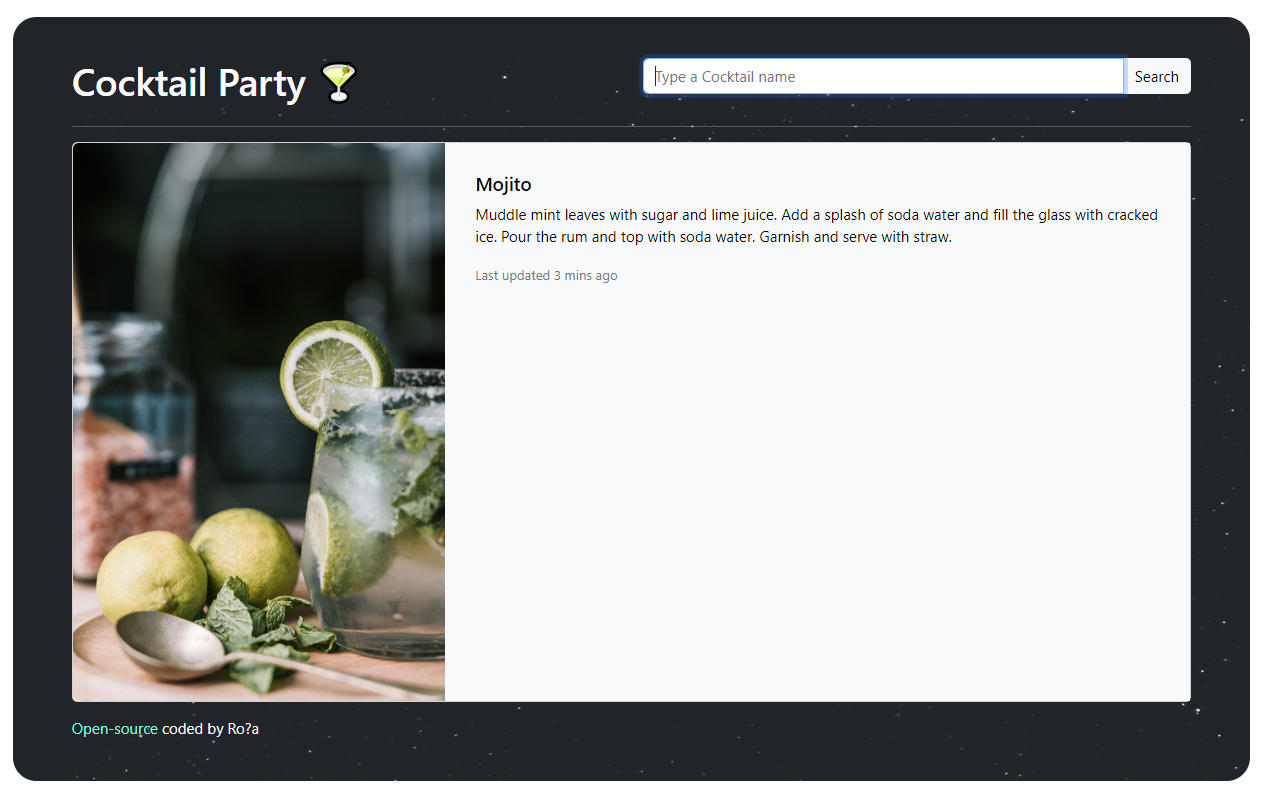 Cocktail Party 🍸
Type a Cocktail name
Search
Mojito
Muddle mint leaves with sugar and lime juice. Add a splash of soda water and fill the glass with cracked
ice. Pour the rum and top with soda water. Garnish and serve with straw.
Last updated 3 mins ago
Open-source coded by Ro?a